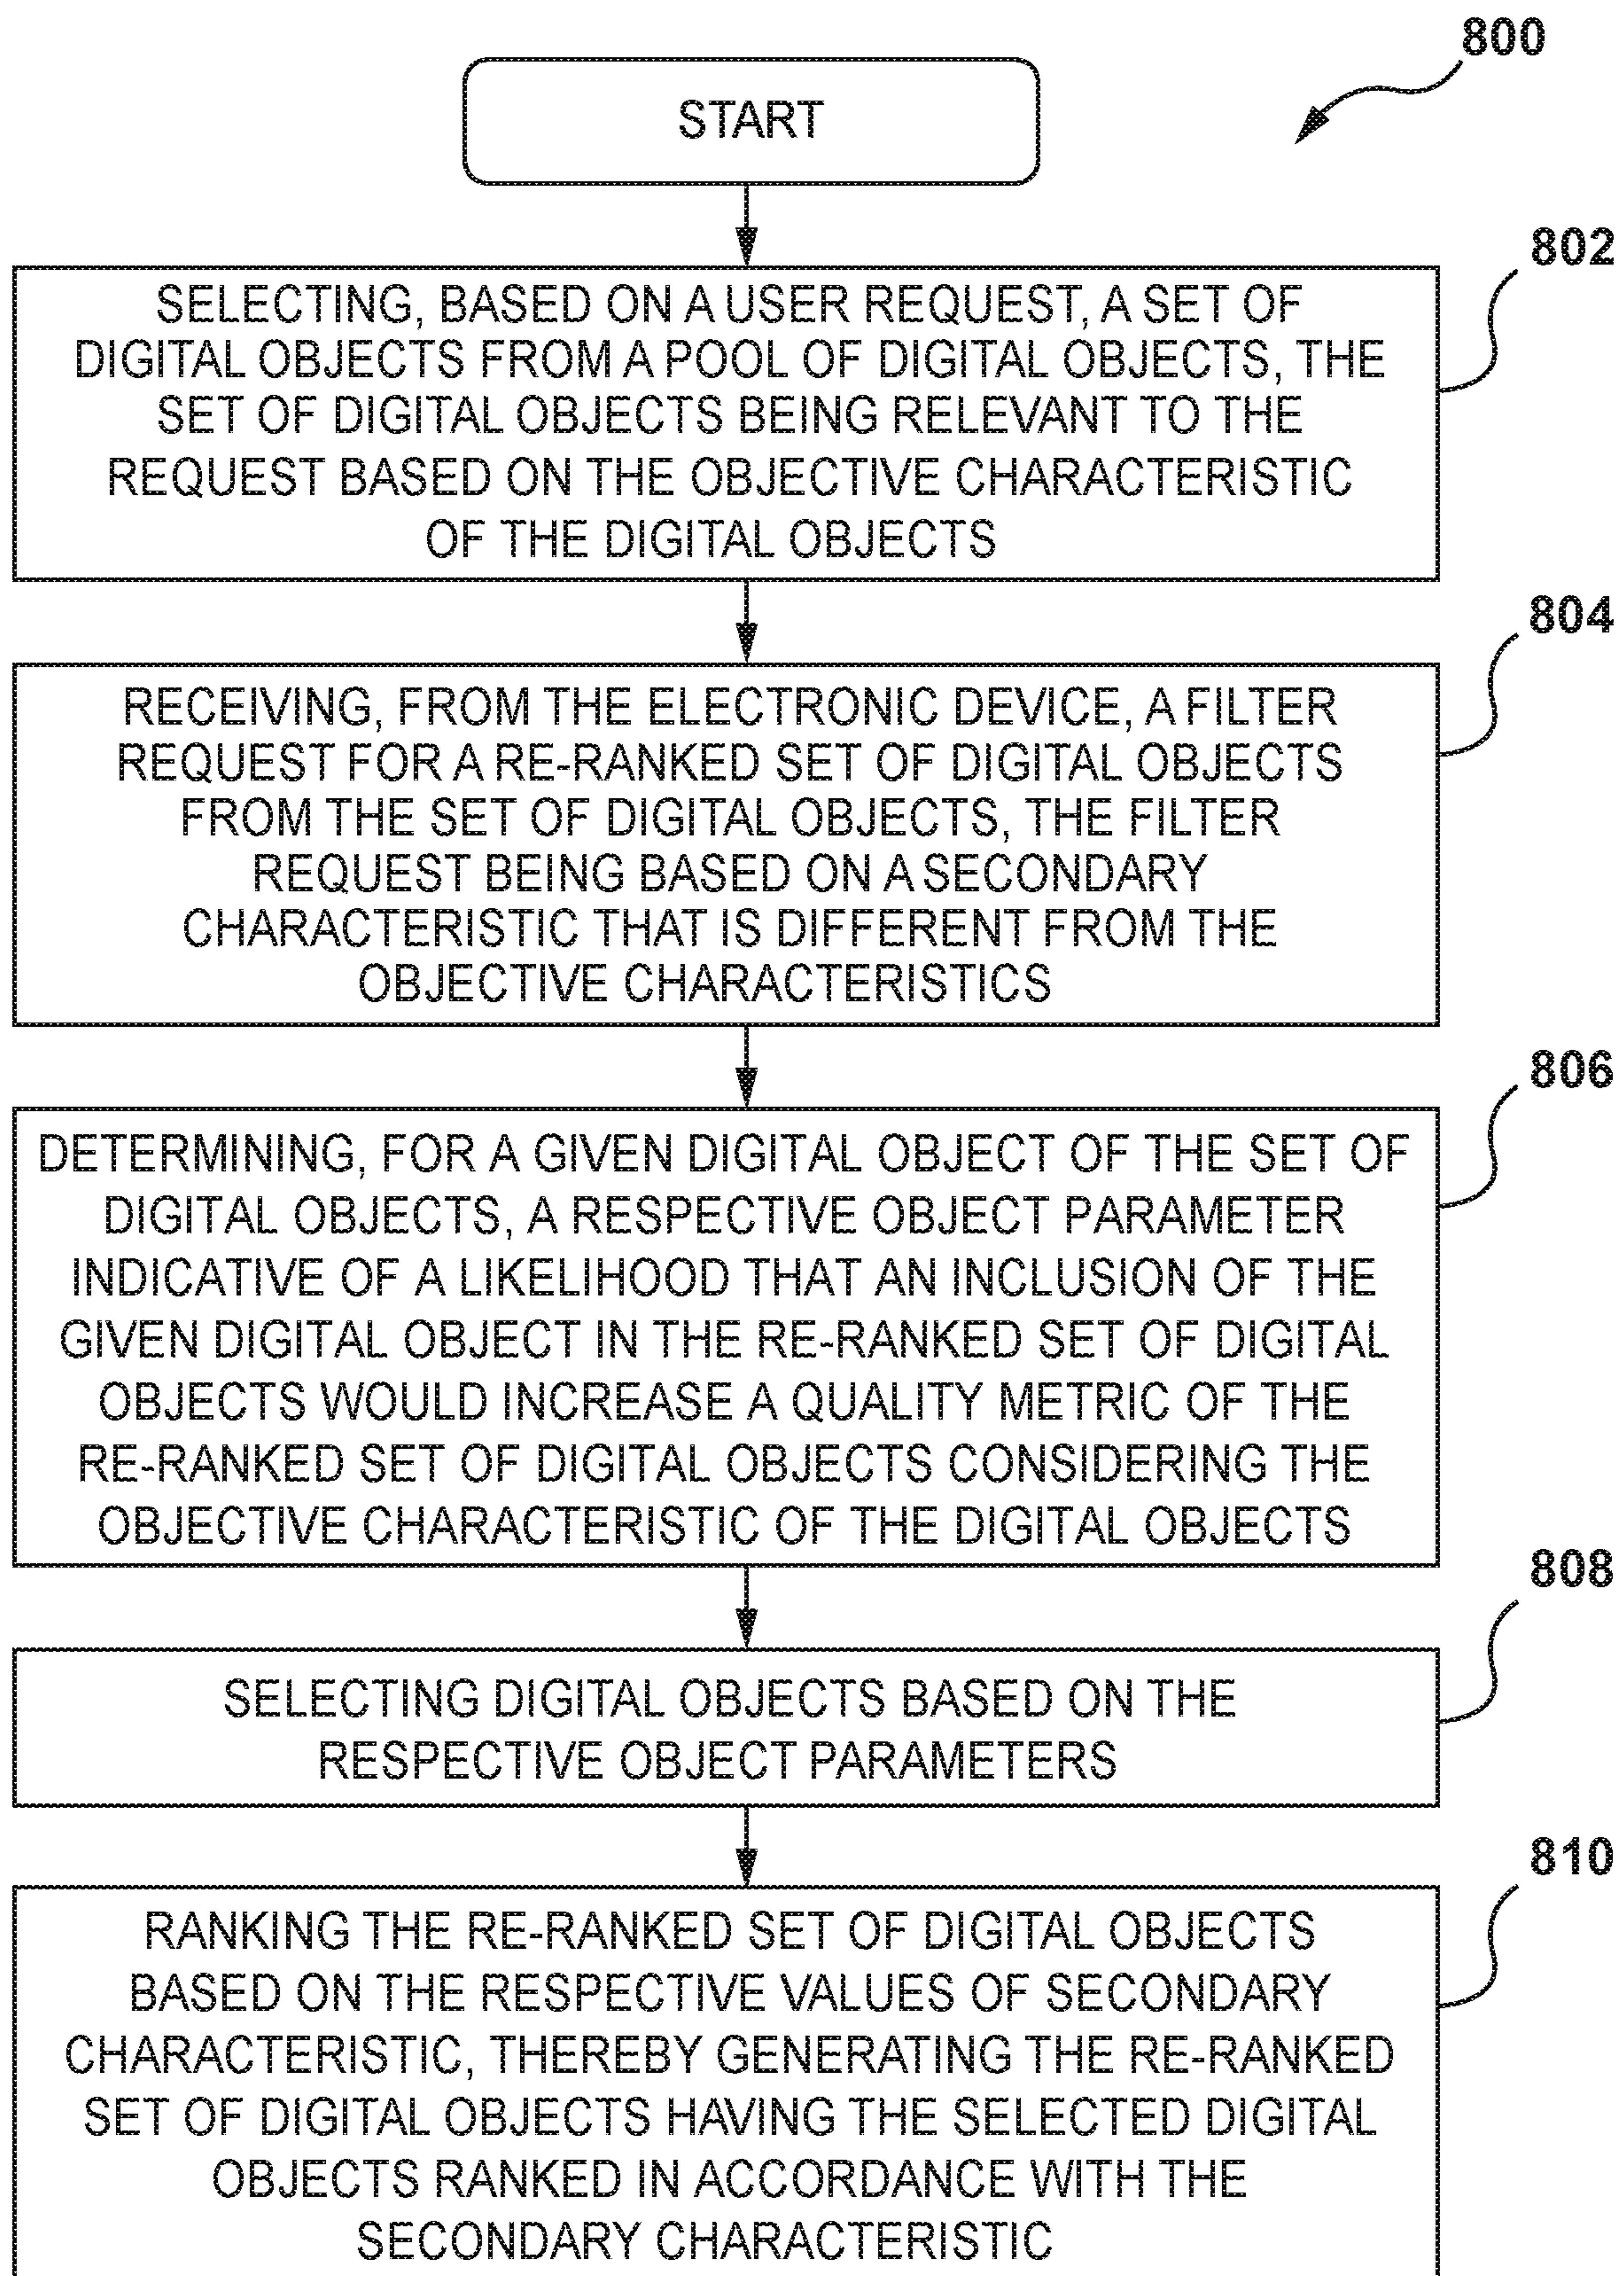 800
START
802
SELECTING, BASED ON A USER REQUEST, A SET OF
DIGITAL OBJECTS FROM A POOL OF DIGITAL OBJECTS, THE
SET OF DIGITAL OBJECTS BEING RELEVANT TO THE
REQUEST BASED ON THE OBJECTIVE CHARACTERISTIC
OF THE DIGITAL OBJECTS
804
RECEIVING, FROM THE ELECTRONIC DEVICE, A FILTER
REQUEST FOR A RE-RANKED SET OF DIGITAL OBJECTS
FROM THE SET OF DIGITAL OBJECTS, THE FILTER
REQUEST BEING BASED ON A SECONDARY
CHARACTERISTIC THAT IS DIFFERENT FROM THE
OBJECTIVE CHARACTERISTICS
806
DETERMINING, FOR A GIVEN DIGITAL OBJECT OF THE SET OF
DIGITAL OBJECTS, A RESPECTIVE OBJECT PARAMETER
INDICATIVE OF A LIKELIHOOD THAT AN INCLUSION OF THE
GIVEN DIGITAL OBJECT IN THE RE-RANKED SET OF DIGITAL
OBJECTS WOULD INCREASE A QUALITY METRIC OF THE
RE-RANKED SET OF DIGITAL OBJECTS CONSIDERING THE
OBJECTIVE CHARACTERISTIC OF THE DIGITAL OBJECTS
808
SELECTING DIGITAL OBJECTS BASED ON THE
RESPECTIVE OBJECT PARAMETERS
810
RANKING THE RE-RANKED SET OF DIGITAL OBJECTS
BASED ON THE RESPECTIVE VALUES OF SECONDARY
CHARACTERISTIC, THEREBY GENERATING THE RE-RANKED
SET OF DIGITAL OBJECTS HAVING THE SELECTED DIGITAL
OBJECTS RANKED IN ACCORDANCE WITH THE
SECONDARY CHARACTERISTIC